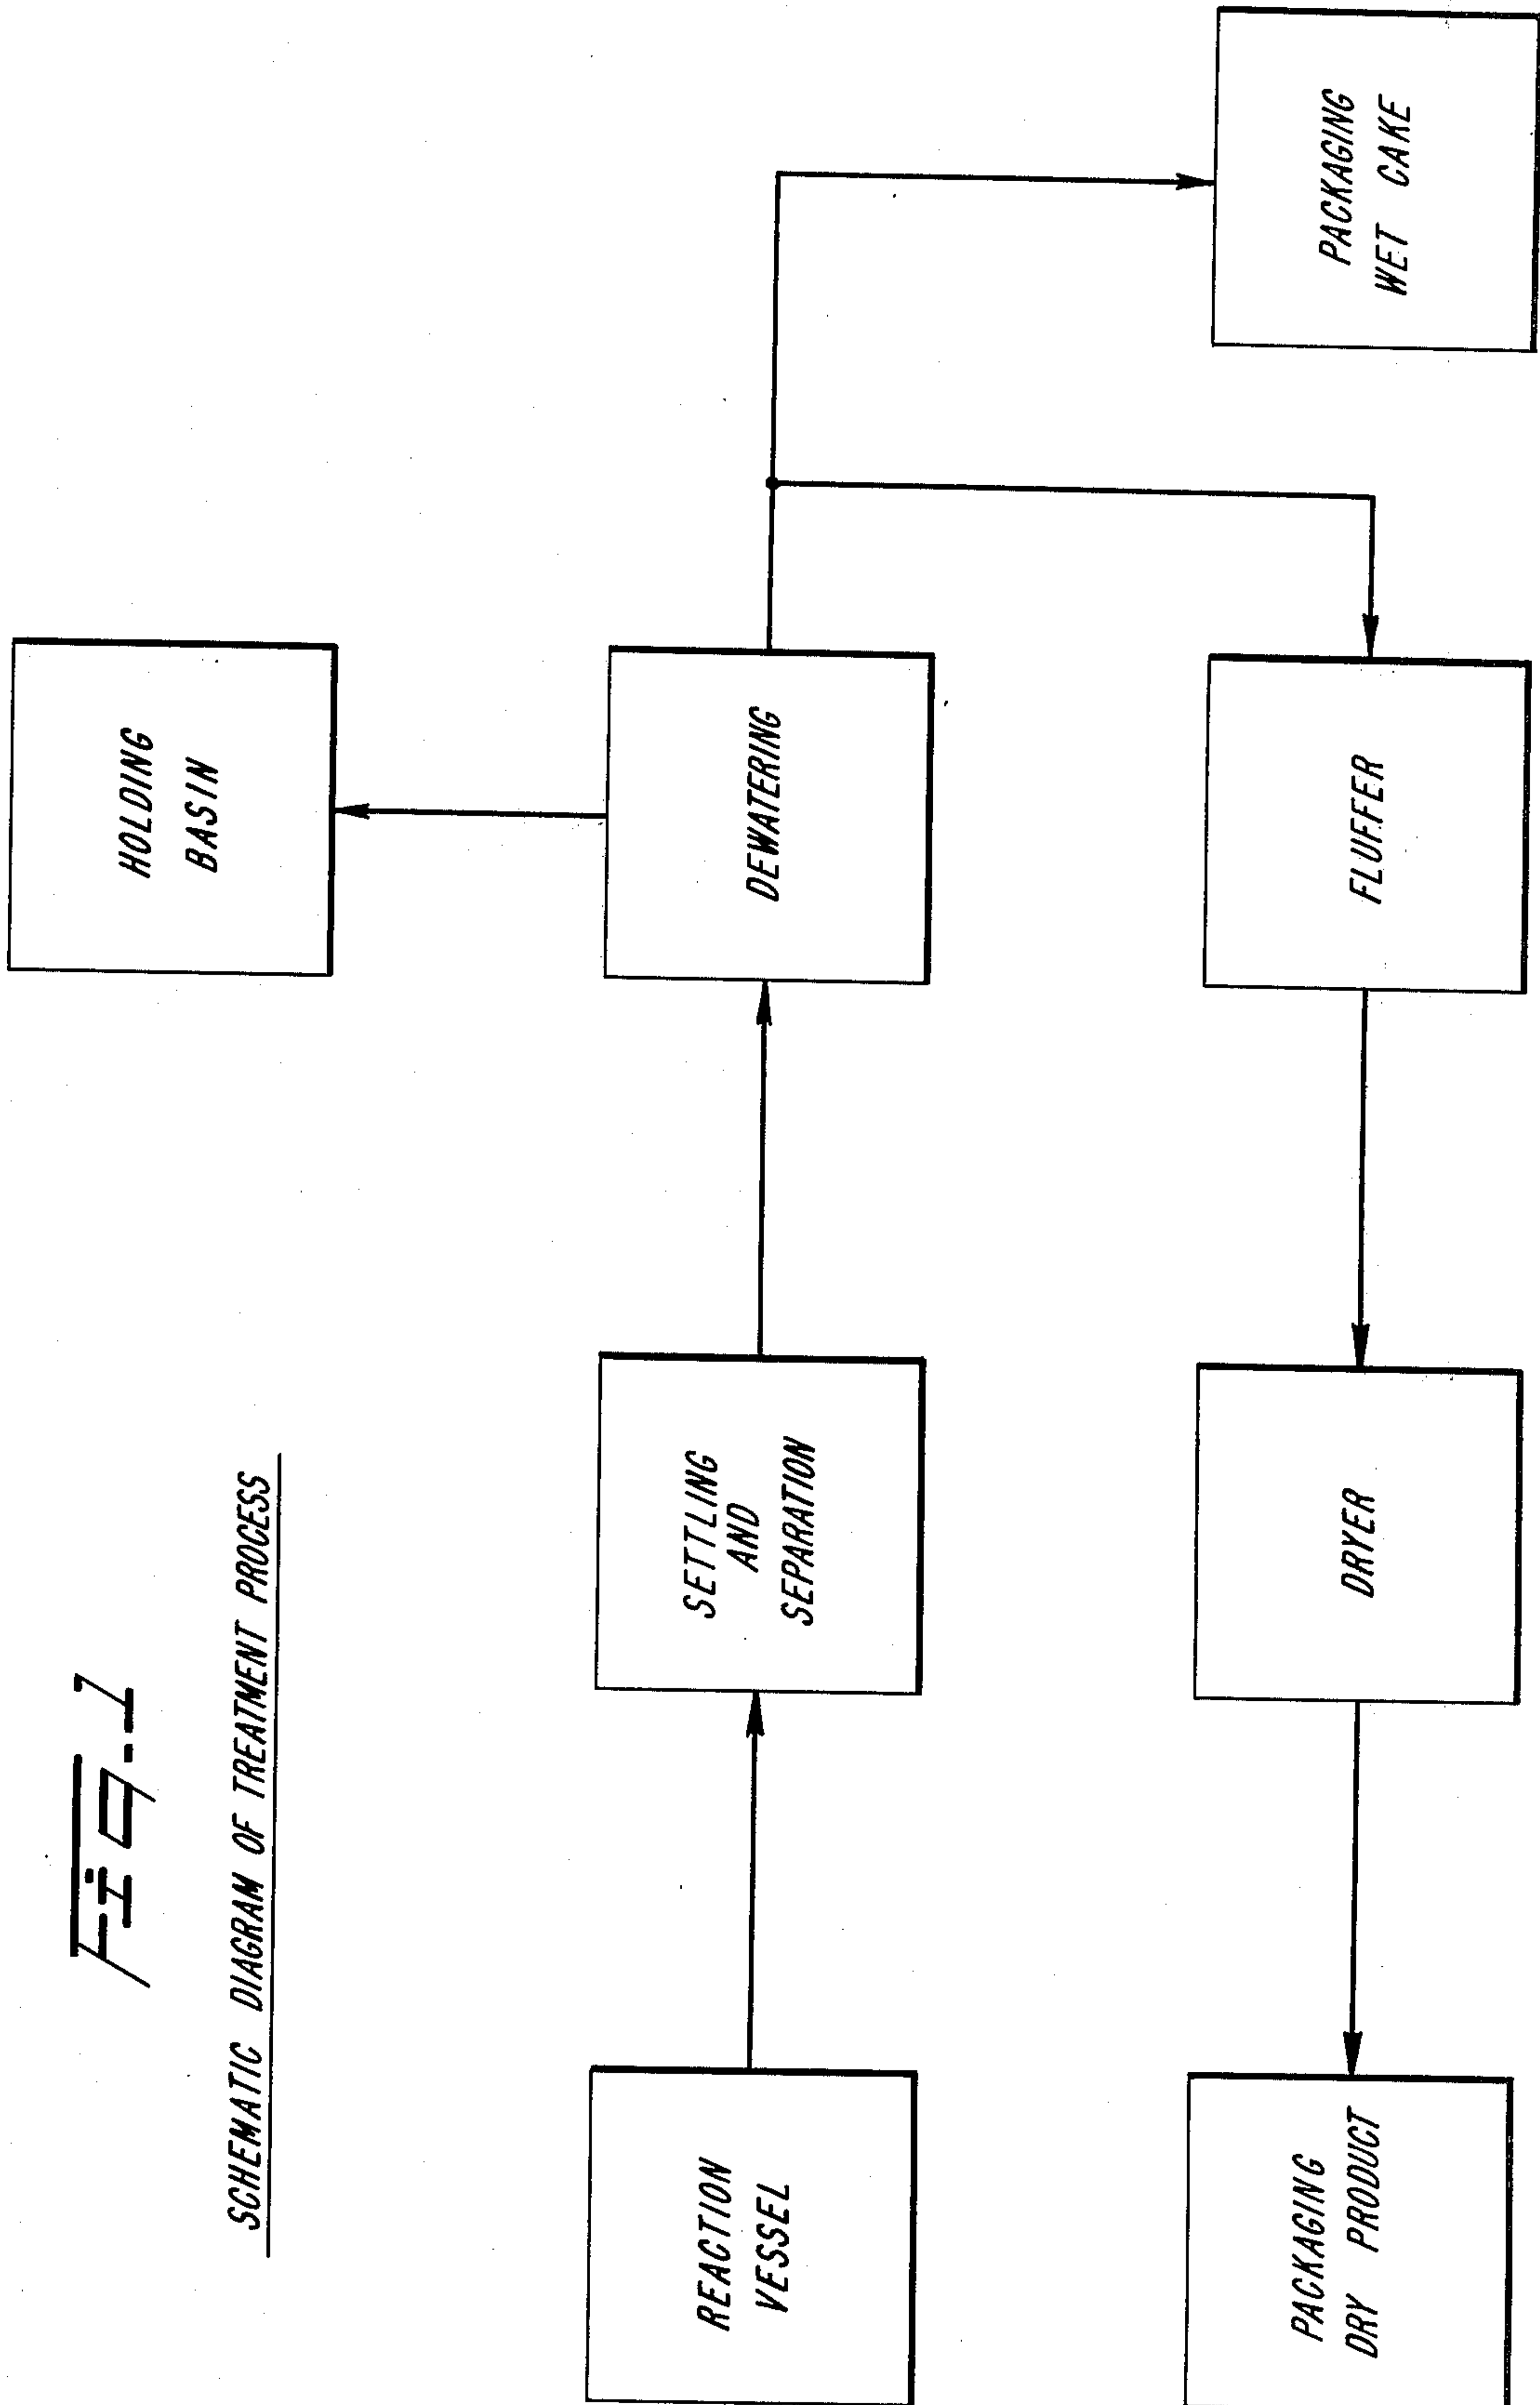 Fig. 1
SCHEMATIC DIAGRAM OF TREATMENT PROCESS
HOLDING
BASIN
REACTION
VESSEL
SETTLING
AND
SEPARATION
DEWATERING
PACKAGING
DRY PRODUCT
DRYER
FLUFFER
PACKAGING
WET CAKE